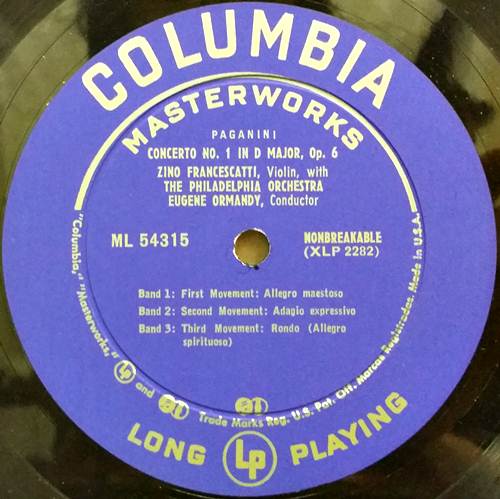 COLUMBIA
MASTERWORKS
PAGANINI
CONCERTO NO. 1 IN D MAJOR, Op. 6
ZINO FRANCESCATTI, Violin, with
THE PHILADELPHIA ORCHESTRA
EUGENE ORMANDY, Conductor
ML 54315
NONBREAKABLE
(XLP 2282)
Band 1: First Movement: Allegro maestoso
Band 2: Second Movement: Adagio expressivo
Band 3: Third Movement: Rondo (Allegro
spirituoso)
"Columbia," "Masterworks," LP and Trade Marks Reg. U.S. Pat. Off. Marcas Registradas. Made in U.S.A.
LONG LP PLAYING